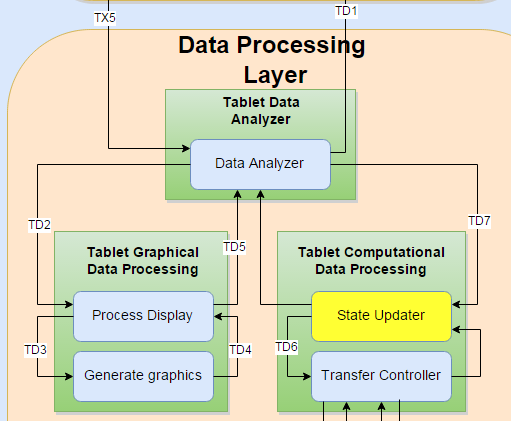 TX5
TD1
Data Processing
Layer
Tablet Data
Analyzer
Data Analyzer
TD2
TD7
TD5
Tablet Graphical
Data Processing
Tablet Computational
Data Processing
Process Display
State Updater
TD3
TD4
TD6
Generate graphics
Transfer Controller